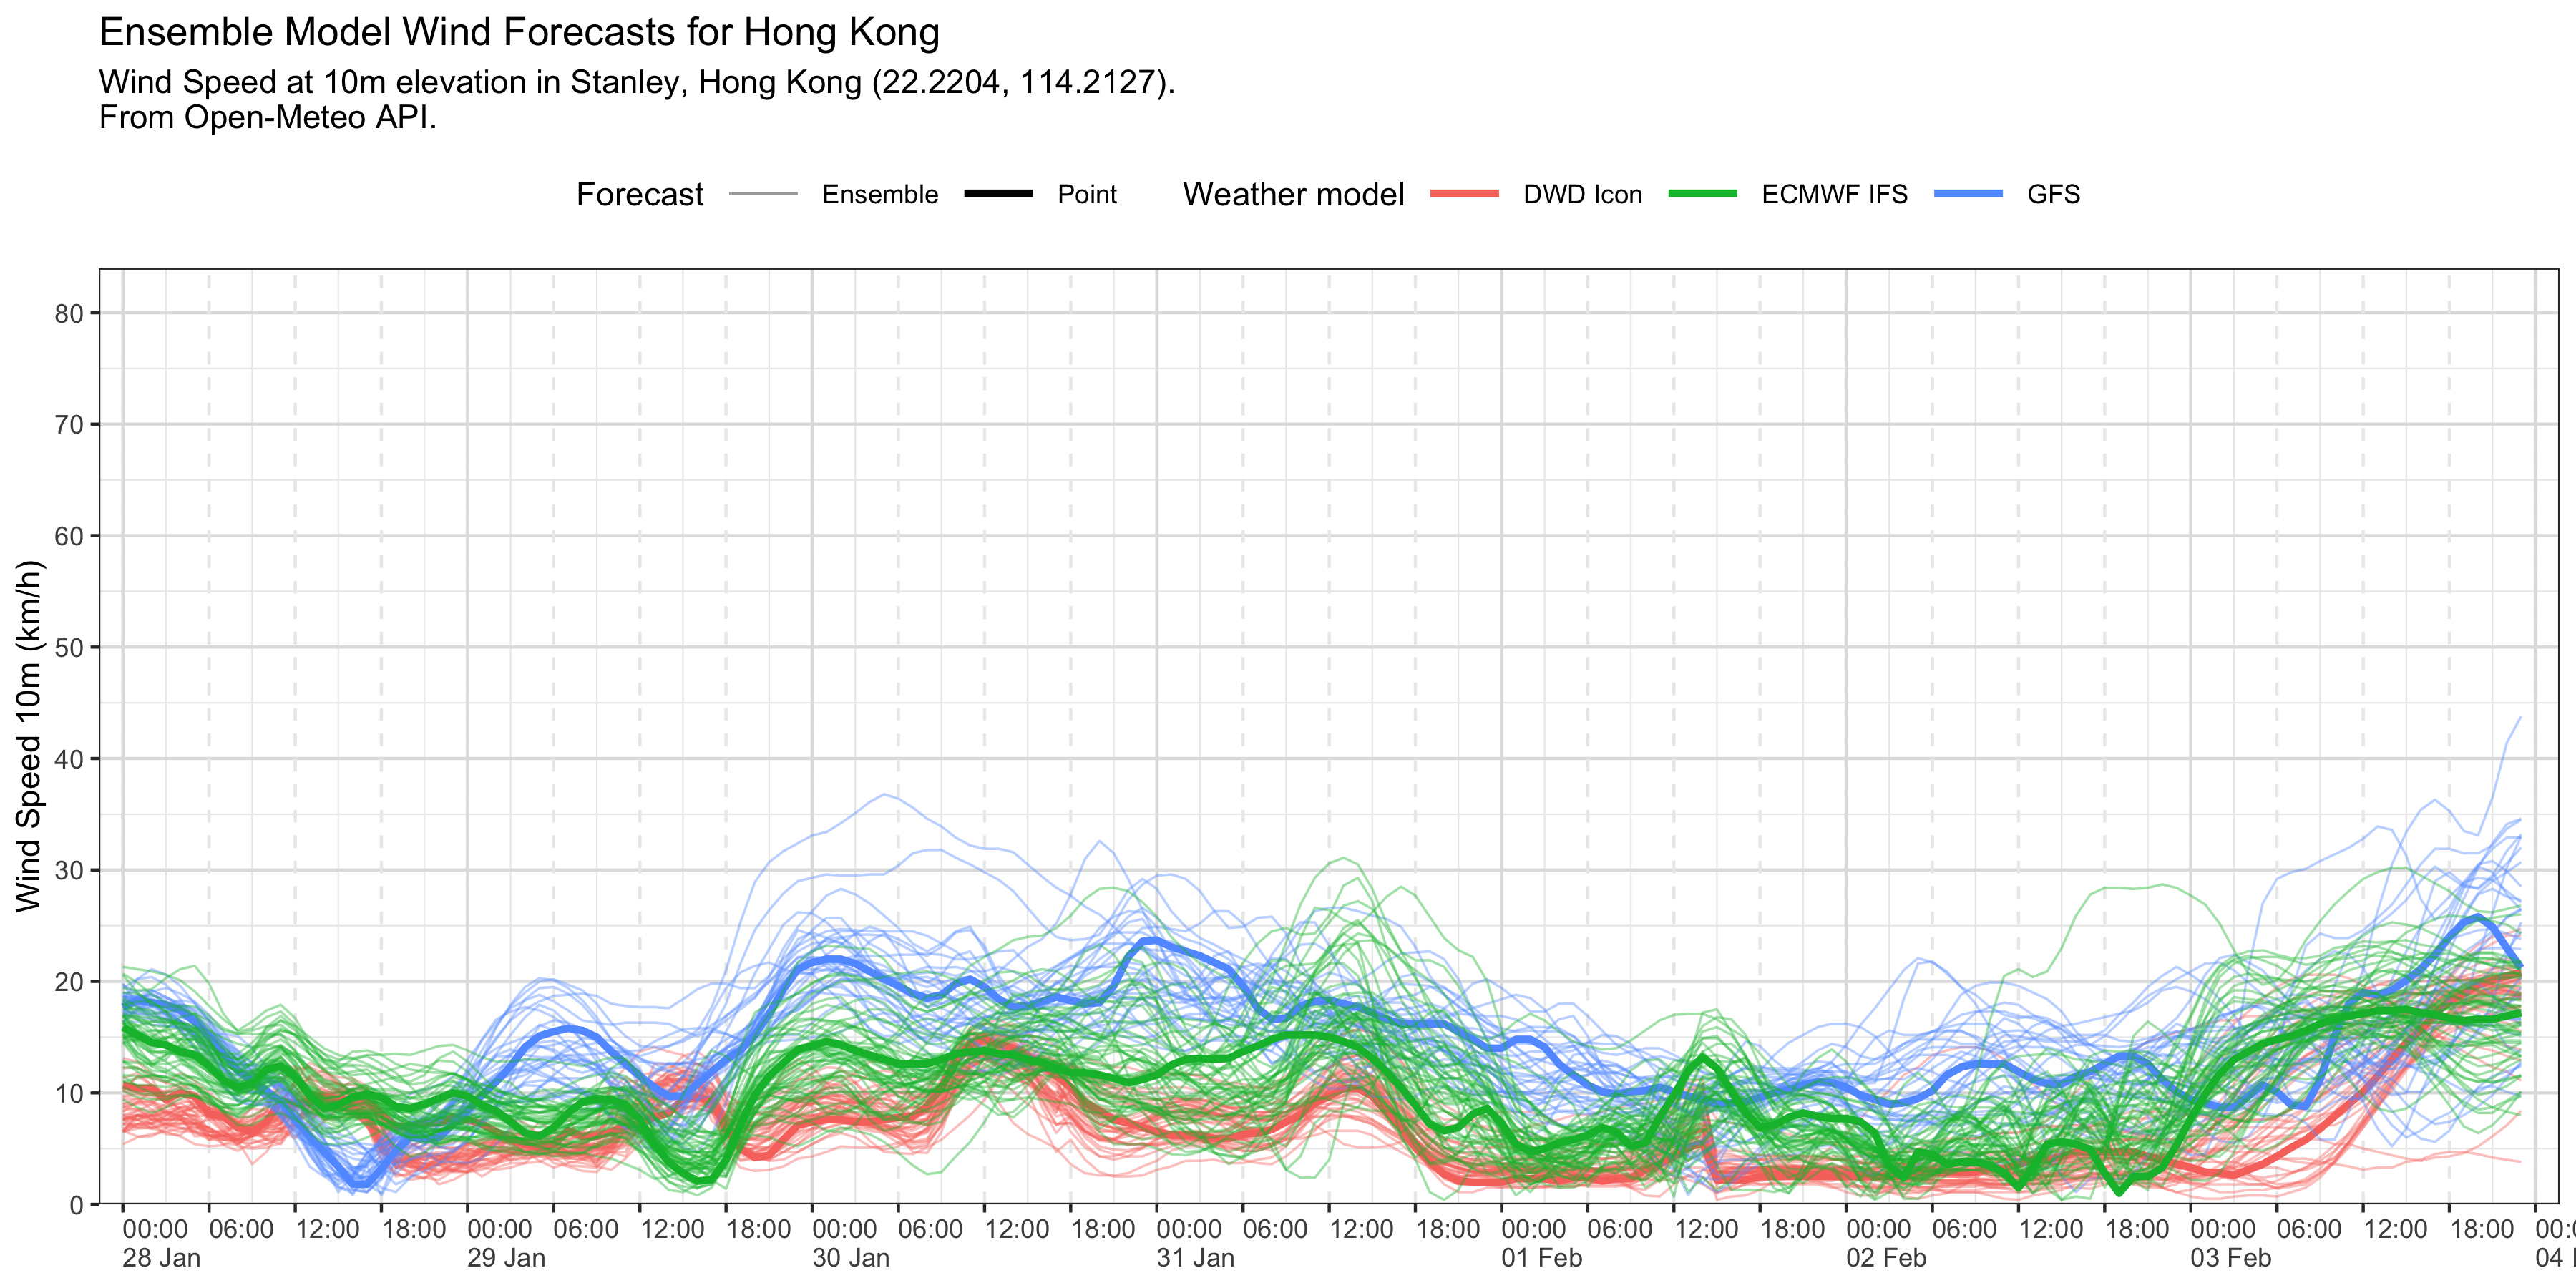 Ensemble Model Wind Forecasts for Hong Kong
Wind Speed at 10m elevation in Stanley, Hong Kong (22.2204, 114.2127).
From Open-Meteo API.
Forecast Ensemble Point Weather model DWD Icon ECMWF IFS GFS
Wind Speed 10m (km/h)
80
70
60
50
40
30
20
10
0
00:00 06:00 12:00 18:00 00:00 06:00 12:00 18:00 00:00 06:00 12:00 18:00 00:00 06:00 12:00 18:00 00:00 06:00 12:00 18:00 00:00 06:00 12:00 18:00 00:00 06:00 12:00 18:00
28 Jan 29 Jan 30 Jan 31 Jan 01 Feb 02 Feb 03 Feb 04